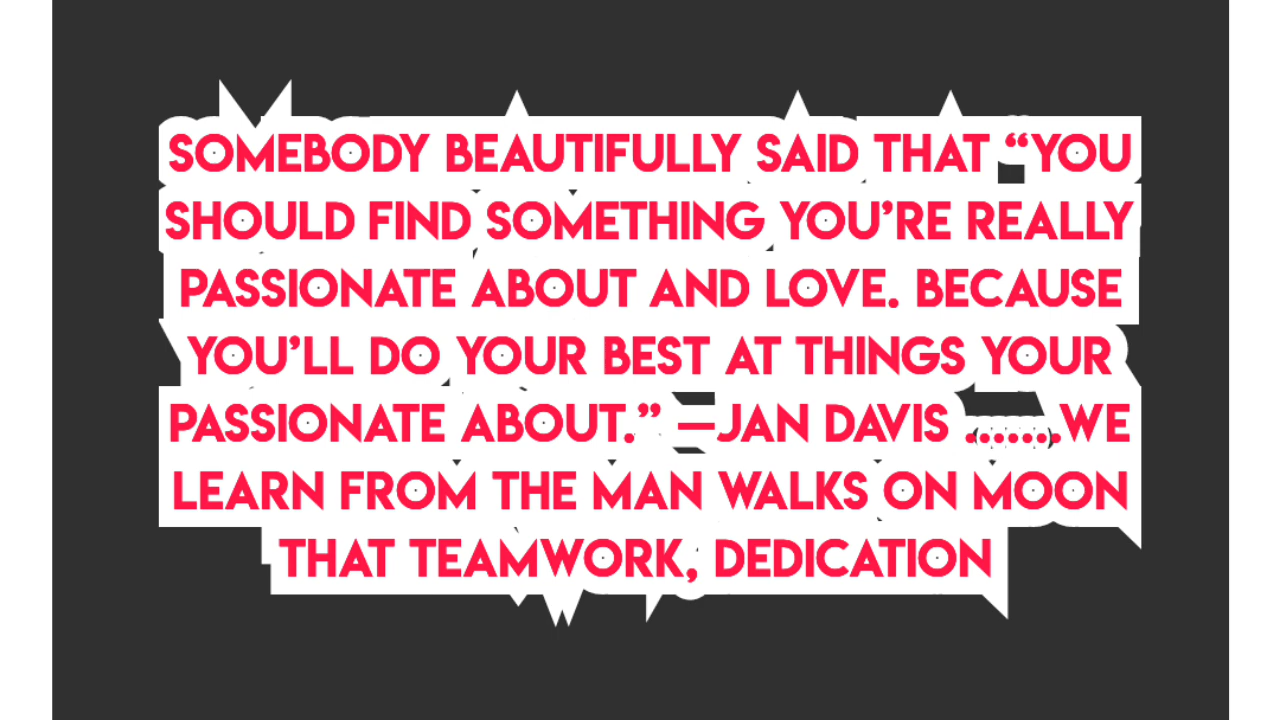 SOMEBODY BEAUTIFULLY SAID THAT “YOU
SHOULD FIND SOMETHING YOU’RE REALLY
PASSIONATE ABOUT AND LOVE. BECAUSE
YOU’LL DO YOUR BEST AT THINGS YOUR
PASSIONATE ABOUT.” —JAN DAVIS .......WE
LEARN FROM THE MAN WALKS ON MOON
THAT TEAMWORK, DEDICATION